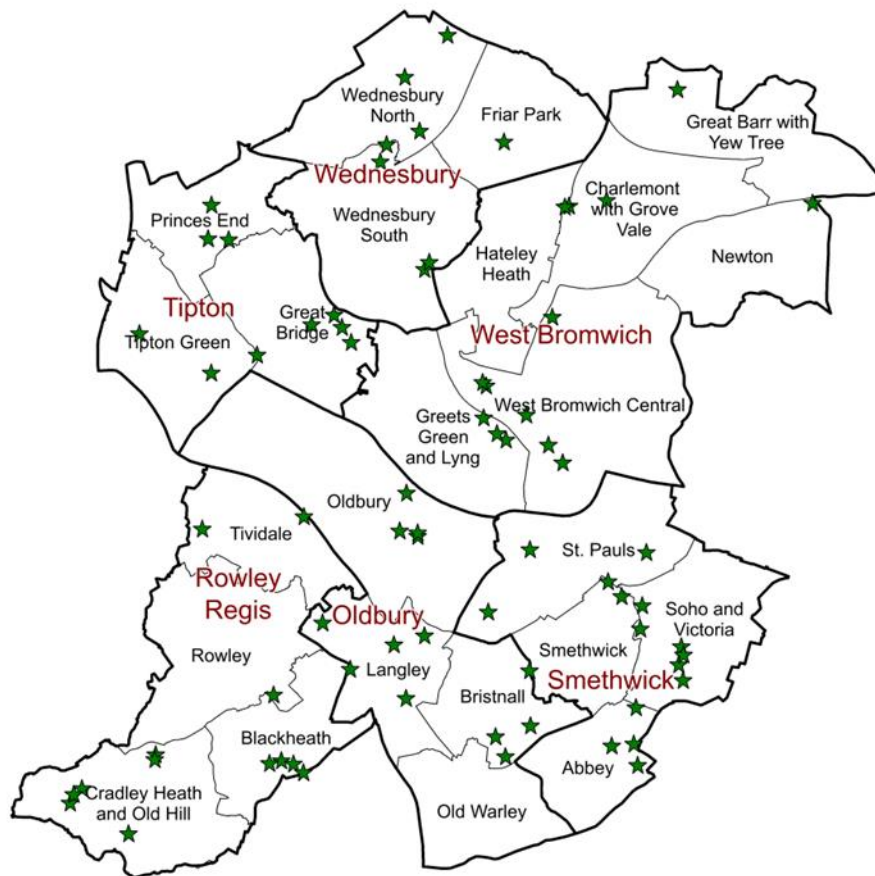 Wednesbury
North
Friar Park
Great Barr with
Yew Tree
Wednesbury
Princes End
Wednesbury
South
Charlemont
with Grove
Vale
Hateley
Heath
Newton
Tipton
Great
Bridge
Tipton Green
West Bromwich
West Bromwich Central
Greets
Green
and Lyng
Oldbury
Tividale
St. Pauls
Rowley
Regis
Oldbury
Soho and
Victoria
Rowley
Langley
Smethwick
Smethwick
Bristnall
Blackheath
Abbey
Cradley Heath
and Old Hill
Old Warley